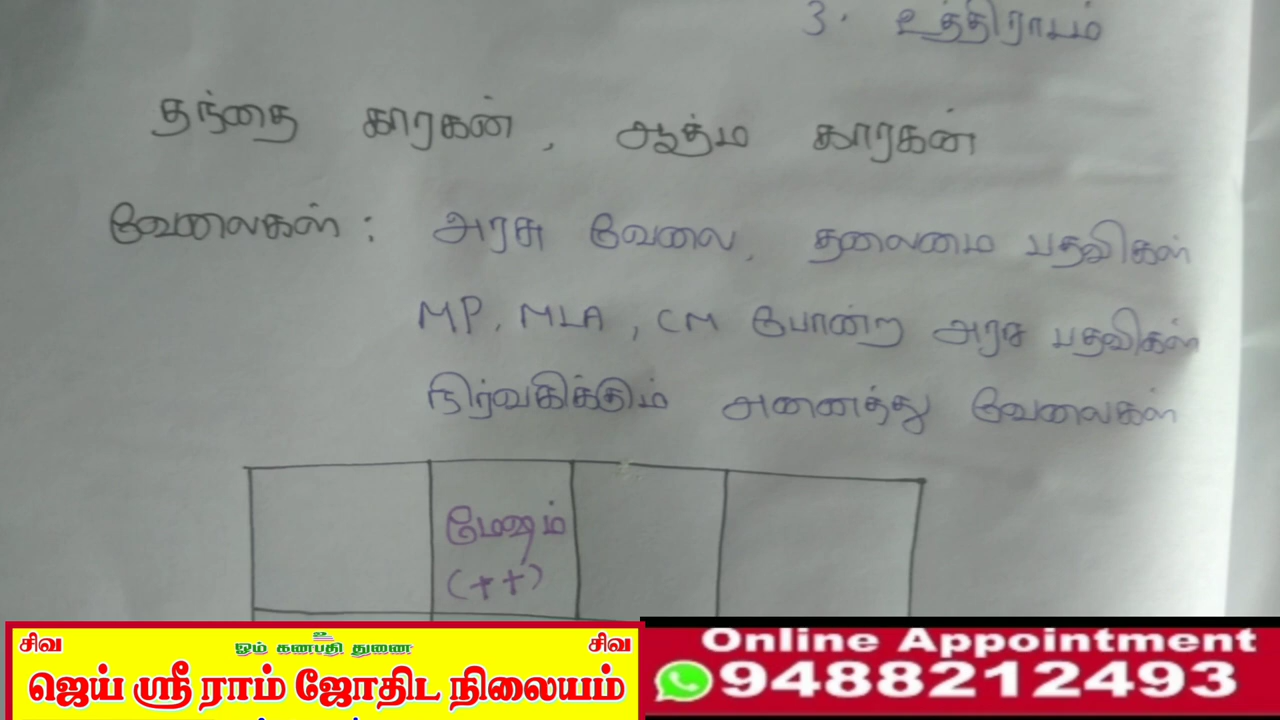 3. உத்திராடம்
தந்தை காரகன், ஆத்ம காரகன்
வேலைகள் : அரசு வேலை, தலைமை பதவிகள்
MP, MLA, CM போன்ற அரசு பதவிகள்
நிர்வகிக்கும் அனைத்து வேலைகள்
மேஷம்
(++)
சிவ ஓம் கணபதி துணை சிவ
ஜெய் ஸ்ரீ ராம் ஜோதிட நிலையம்
Online Appointment
9488212493